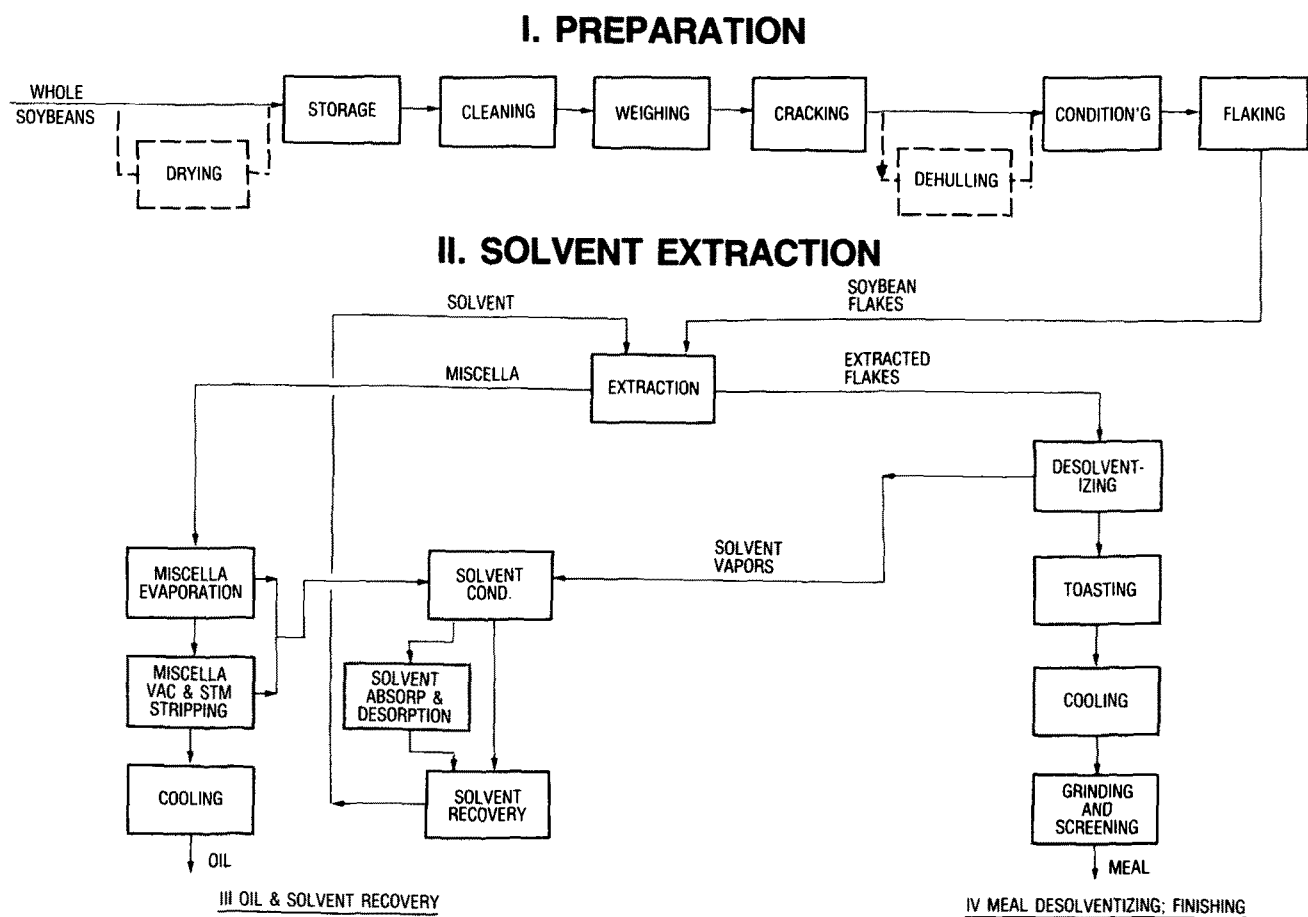 I. PREPARATION
WHOLE
SOYBEANS
STORAGE
CLEANING
WEIGHING
CRACKING
CONDITION'G
FLAKING
DRYING
DEHULLING
II. SOLVENT EXTRACTION
SOLVENT
SOYBEAN
FLAKES
MISCELLA
EXTRACTION
EXTRACTED
FLAKES
DESOLVENT-
IZING
MISCELLA
EVAPORATION
SOLVENT
COND.
SOLVENT
VAPORS
TOASTING
MISCELLA
VAC & STM
STRIPPING
SOLVENT
ABSORP &
DESORPTION
COOLING
COOLING
SOLVENT
RECOVERY
GRINDING
AND
SCREENING
OIL
MEAL
III OIL & SOLVENT RECOVERY
IV MEAL DESOLVENTIZING; FINISHING